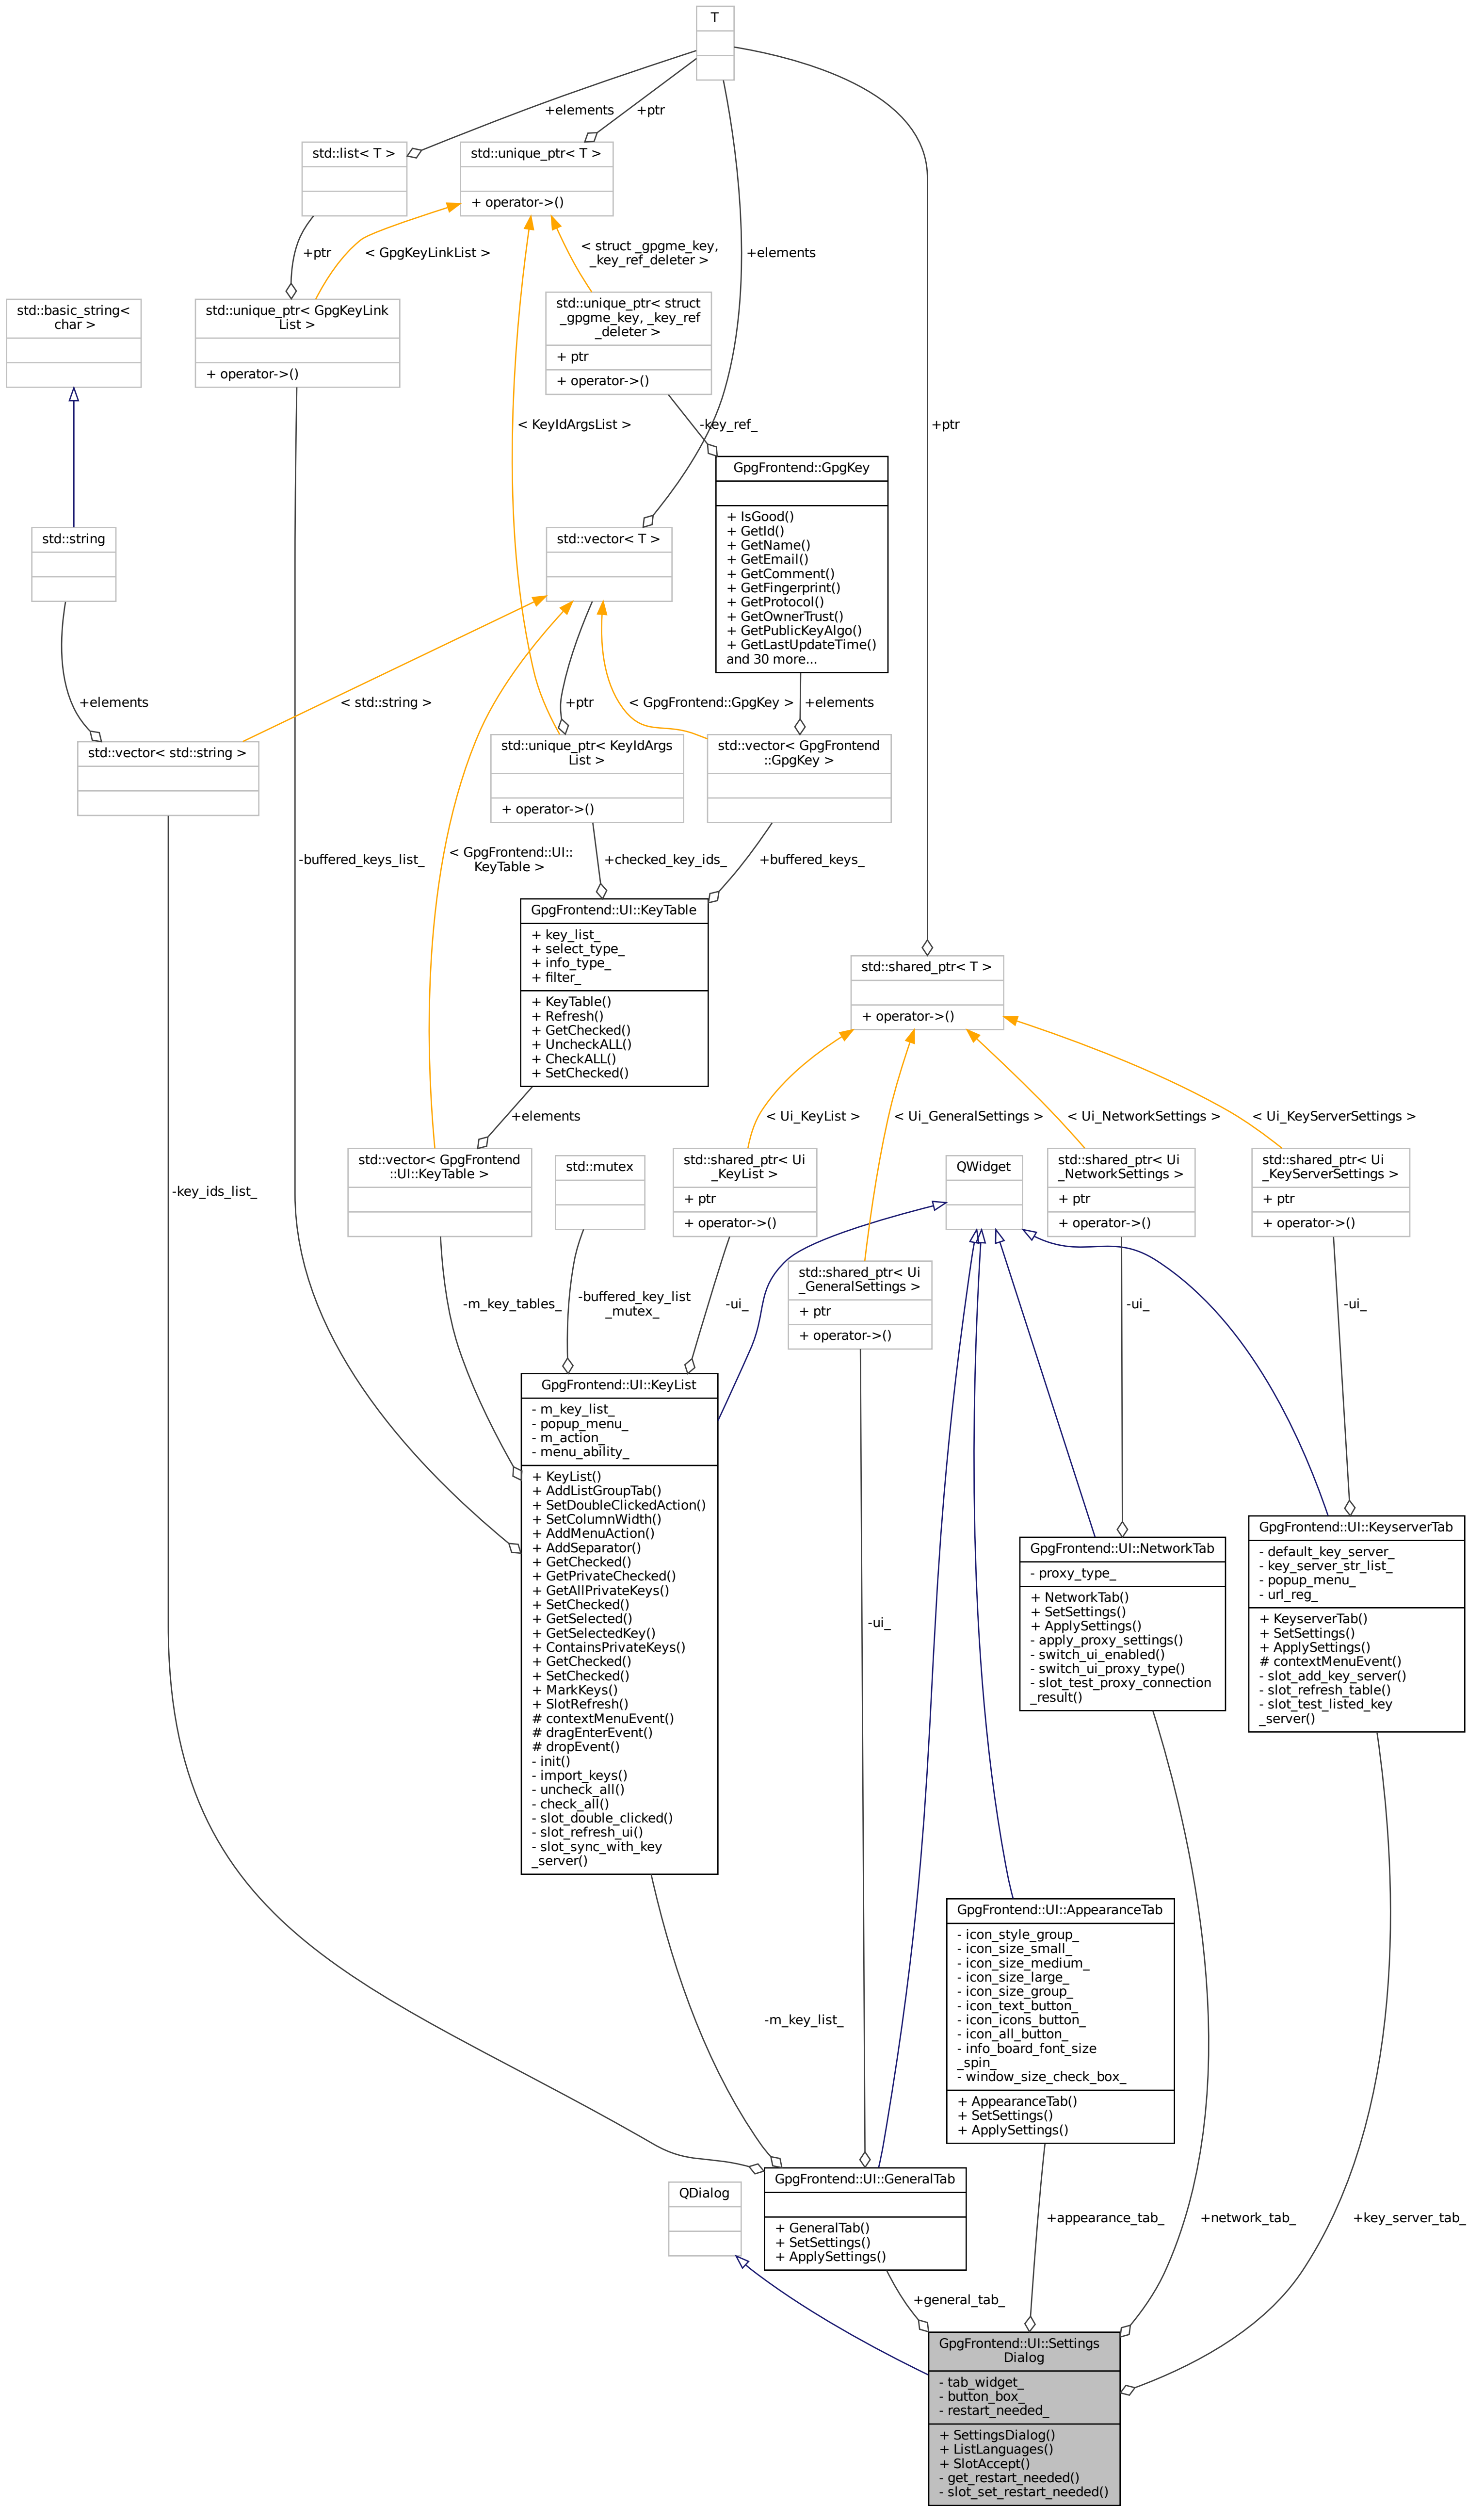 T
+elements
+ptr
std::list< T >
std::unique_ptr< T >
+ operator->()
+ptr
< GpgKeyLinkList >
< struct _gpgme_key,
_key_ref_deleter >
+elements
std::basic_string<
char >
std::unique_ptr< GpgKeyLink
List >
+ operator->()
std::unique_ptr< struct
_gpgme_key, _key_ref
_deleter >
+ ptr
+ operator->()
< KeyIdArgsList >
-key_ref_
+ptr
GpgFrontend::GpgKey
+ IsGood()
+ GetId()
+ GetName()
+ GetEmail()
+ GetComment()
+ GetFingerprint()
+ GetProtocol()
+ GetOwnerTrust()
+ GetPublicKeyAlgo()
+ GetLastUpdateTime()
and 30 more...
std::string
std::vector< T >
+elements
< std::string >
+ptr
< GpgFrontend::GpgKey >
+elements
std::vector< std::string >
std::unique_ptr< KeyIdArgs
List >
+ operator->()
std::vector< GpgFrontend
::GpgKey >
-buffered_keys_list_
< GpgFrontend::UI::
KeyTable >
+checked_key_ids_
+buffered_keys_
GpgFrontend::UI::KeyTable
+ key_list_
+ select_type_
+ info_type_
+ filter_
+ KeyTable()
+ Refresh()
+ GetChecked()
+ UncheckALL()
+ CheckALL()
+ SetChecked()
std::shared_ptr< T >
+ operator->()
+elements
< Ui_KeyList >
< Ui_GeneralSettings >
< Ui_NetworkSettings >
< Ui_KeyServerSettings >
-key_ids_list_
std::vector< GpgFrontend
::UI::KeyTable >
std::mutex
std::shared_ptr< Ui
_KeyList >
+ ptr
+ operator->()
QWidget
std::shared_ptr< Ui
_NetworkSettings >
+ ptr
+ operator->()
std::shared_ptr< Ui
_KeyServerSettings >
+ ptr
+ operator->()
std::shared_ptr< Ui
_GeneralSettings >
+ ptr
+ operator->()
-m_key_tables_
-buffered_key_list
_mutex_
-ui_
-ui_
-ui_
GpgFrontend::UI::KeyList
- m_key_list_
- popup_menu_
- m_action_
- menu_ability_
+ KeyList()
+ AddListGroupTab()
+ SetDoubleClickedAction()
+ SetColumnWidth()
+ AddMenuAction()
+ AddSeparator()
+ GetChecked()
+ GetPrivateChecked()
+ GetAllPrivateKeys()
+ SetChecked()
+ GetSelected()
+ GetSelectedKey()
+ ContainsPrivateKeys()
+ GetChecked()
+ SetChecked()
+ MarkKeys()
+ SlotRefresh()
# contextMenuEvent()
# dragEnterEvent()
# dropEvent()
- init()
- import_keys()
- uncheck_all()
- check_all()
- slot_double_clicked()
- slot_refresh_ui()
- slot_sync_with_key
_server()
-ui_
GpgFrontend::UI::NetworkTab
- proxy_type_
+ NetworkTab()
+ SetSettings()
+ ApplySettings()
- apply_proxy_settings()
- switch_ui_enabled()
- switch_ui_proxy_type()
- slot_test_proxy_connection
_result()
GpgFrontend::UI::KeyserverTab
- default_key_server_
- key_server_str_list_
- popup_menu_
- url_reg_
+ KeyserverTab()
+ SetSettings()
+ ApplySettings()
# contextMenuEvent()
- slot_add_key_server()
- slot_refresh_table()
- slot_test_listed_key
_server()
GpgFrontend::UI::AppearanceTab
- icon_style_group_
- icon_size_small_
- icon_size_medium_
- icon_size_large_
- icon_size_group_
- icon_text_button_
- icon_icons_button_
- icon_all_button_
- info_board_font_size
_spin_
- window_size_check_box_
+ AppearanceTab()
+ SetSettings()
+ ApplySettings()
-m_key_list_
QDialog
GpgFrontend::UI::GeneralTab
+ GeneralTab()
+ SetSettings()
+ ApplySettings()
+general_tab_
+appearance_tab_
+network_tab_
+key_server_tab_
GpgFrontend::UI::Settings
Dialog
- tab_widget_
- button_box_
- restart_needed_
+ SettingsDialog()
+ ListLanguages()
+ SlotAccept()
- get_restart_needed()
- slot_set_restart_needed()